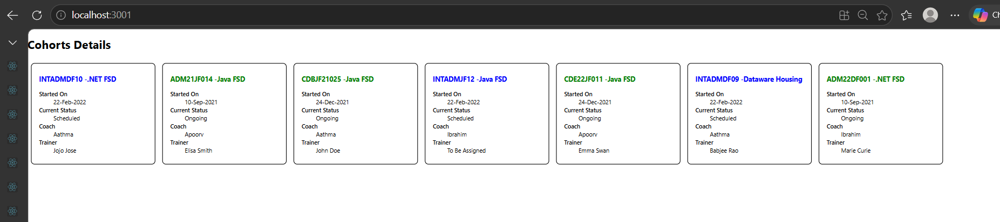 localhost:3001
Ch
Cohorts Details
INTADMDF10 -.NET FSD
Started On
22-Feb-2022
Current Status
Scheduled
Coach
Aathma
Trainer
Jojo Jose
ADM21JF014 -Java FSD
Started On
10-Sep-2021
Current Status
Ongoing
Coach
Apoorv
Trainer
Elisa Smith
CDBJF21025 -Java FSD
Started On
24-Dec-2021
Current Status
Ongoing
Coach
Aathma
Trainer
John Doe
INTADMJF12 -Java FSD
Started On
22-Feb-2022
Current Status
Scheduled
Coach
Ibrahim
Trainer
To Be Assigned
CDE22JF011 -Java FSD
Started On
24-Dec-2021
Current Status
Ongoing
Coach
Apoorv
Trainer
Emma Swan
INTADMDF09 -Dataware Housing
Started On
22-Feb-2022
Current Status
Scheduled
Coach
Aathma
Trainer
Babjee Rao
ADM22DF001 -.NET FSD
Started On
10-Sep-2021
Current Status
Ongoing
Coach
Ibrahim
Trainer
Marie Curie